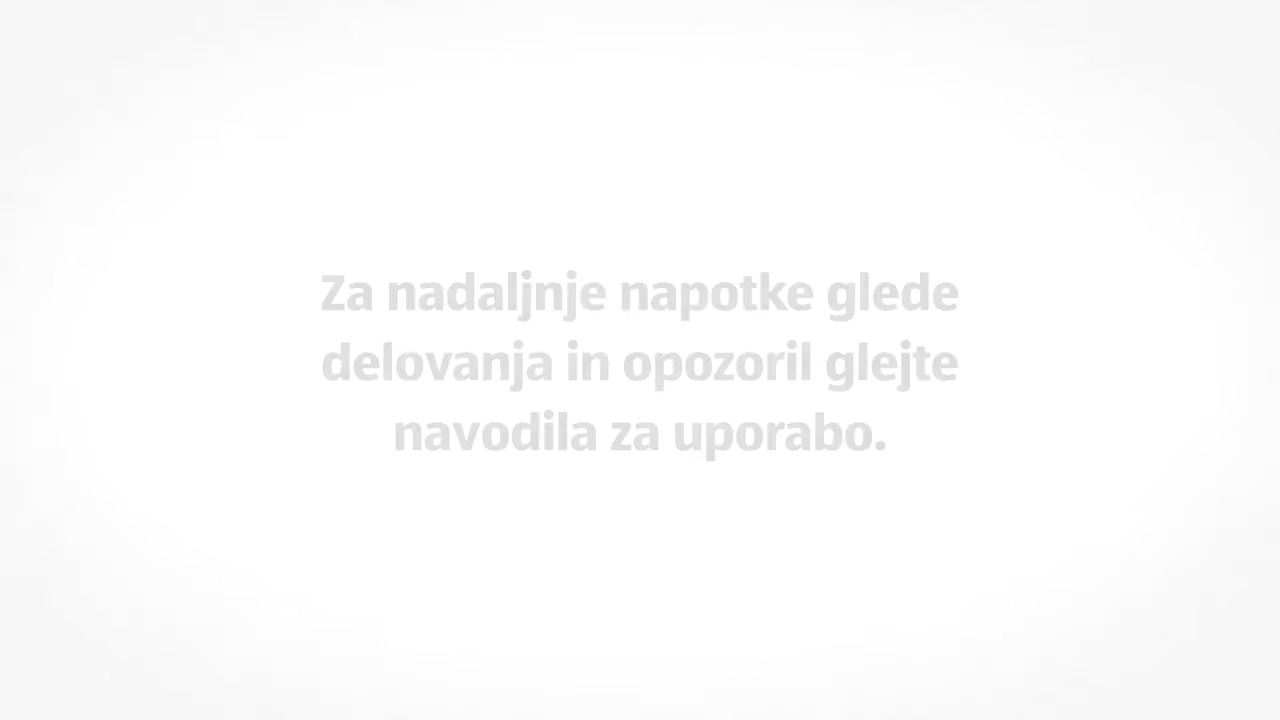 Za nadaljnje napotke glede
delovanja in opozoril glejte
navodila za uporabo.